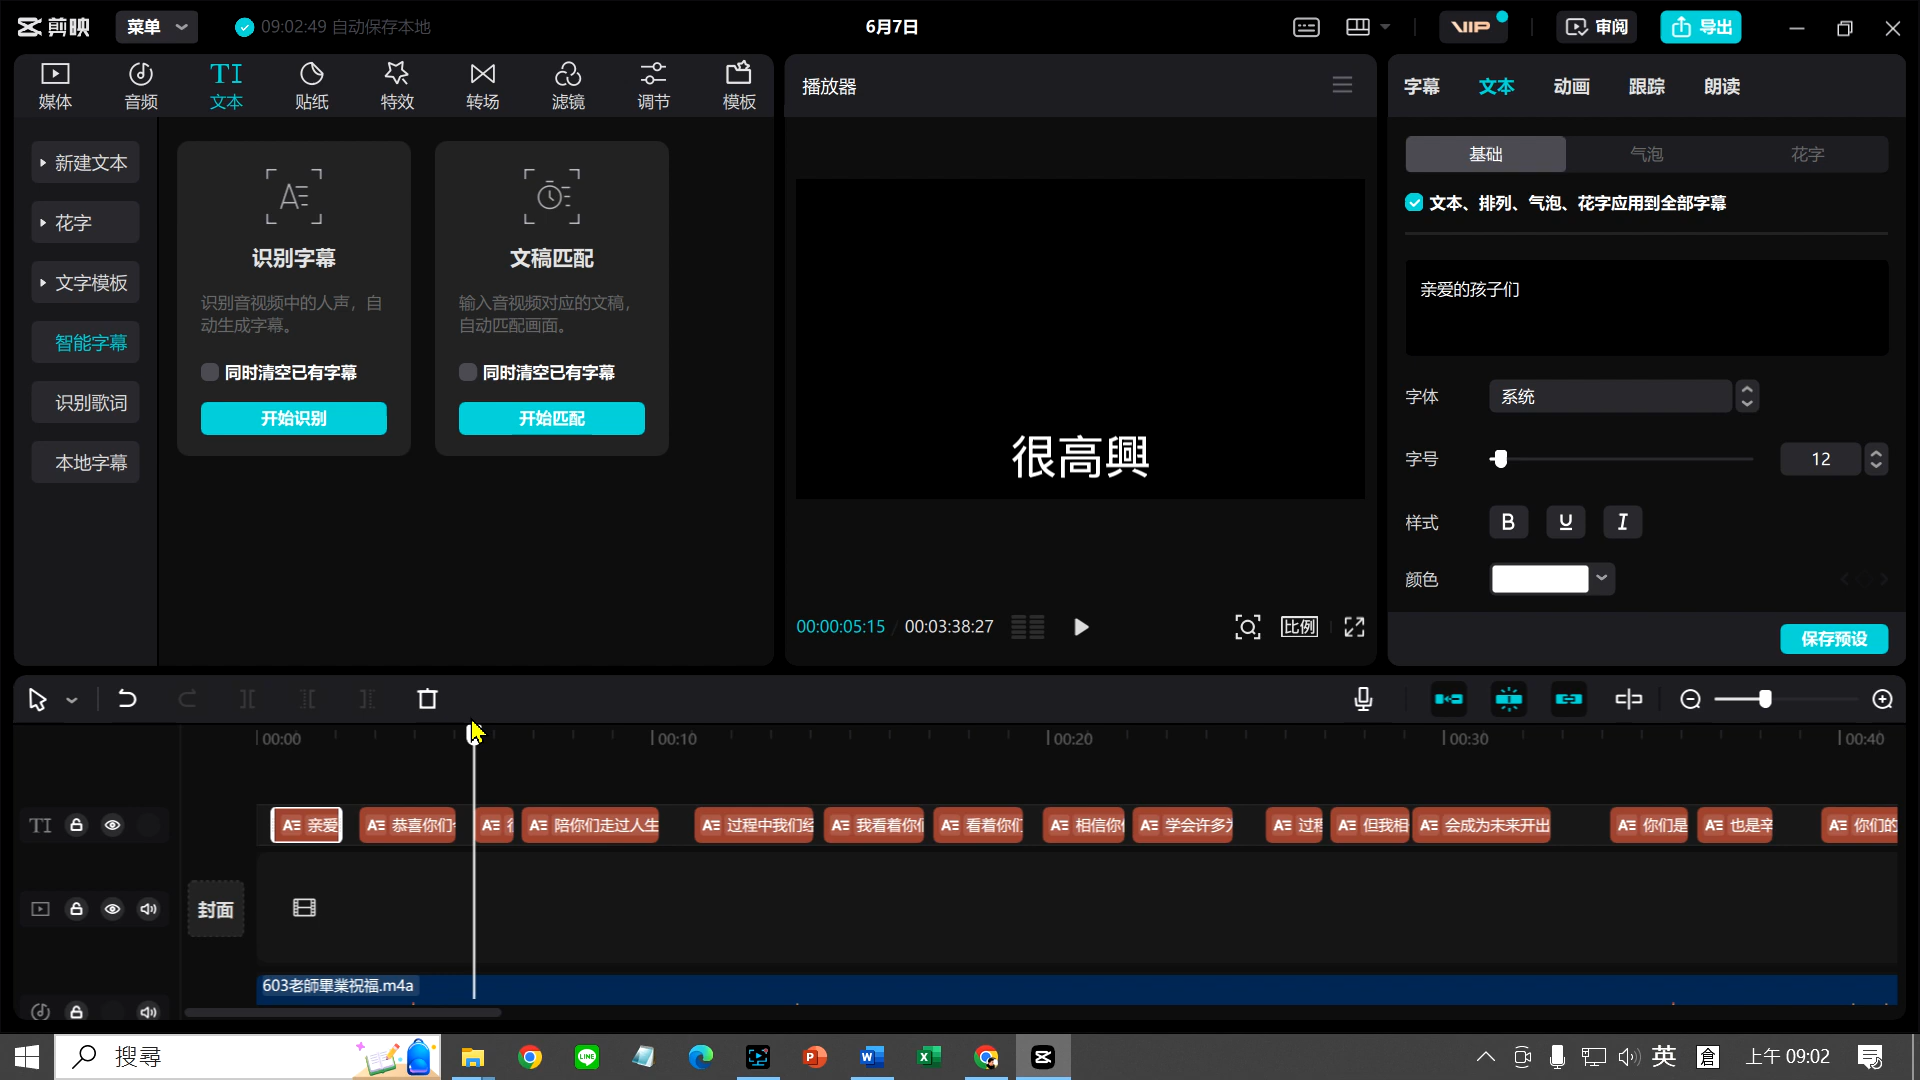 剪映
菜单
09:02:49 自动保存本地
6月7日
VIP
审阅
导出
媒体
音频
文本
贴纸
特效
转场
滤镜
调节
模板
新建文本
花字
文字模板
智能字幕
识别歌词
本地字幕
识别字幕
识别音视频中的人声，自
动生成字幕。
同时清空已有字幕
开始识别
文稿匹配
输入音视频对应的文稿，
自动匹配画面。
同时清空已有字幕
开始匹配
播放器
很高興
00:00:05:15 / 00:03:38:27
比例
字幕
文本
动画
跟踪
朗读
基础
气泡
花字
文本、排列、气泡、花字应用到全部字幕
亲爱的孩子们
字体
系统
字号
12
样式
B U I
颜色
保存预设
00:00
00:10
00:20
00:30
00:40
TI
亲爱
恭喜你们
陪你们走过人生
过程中我们经
我看着你们
看着你们
相信你
学会许多
过程
但我相
会成为未来开出
你们是
也是辛
你们的
封面
603老師畢業祝福.m4a
搜尋
英
倉
上午 09:02